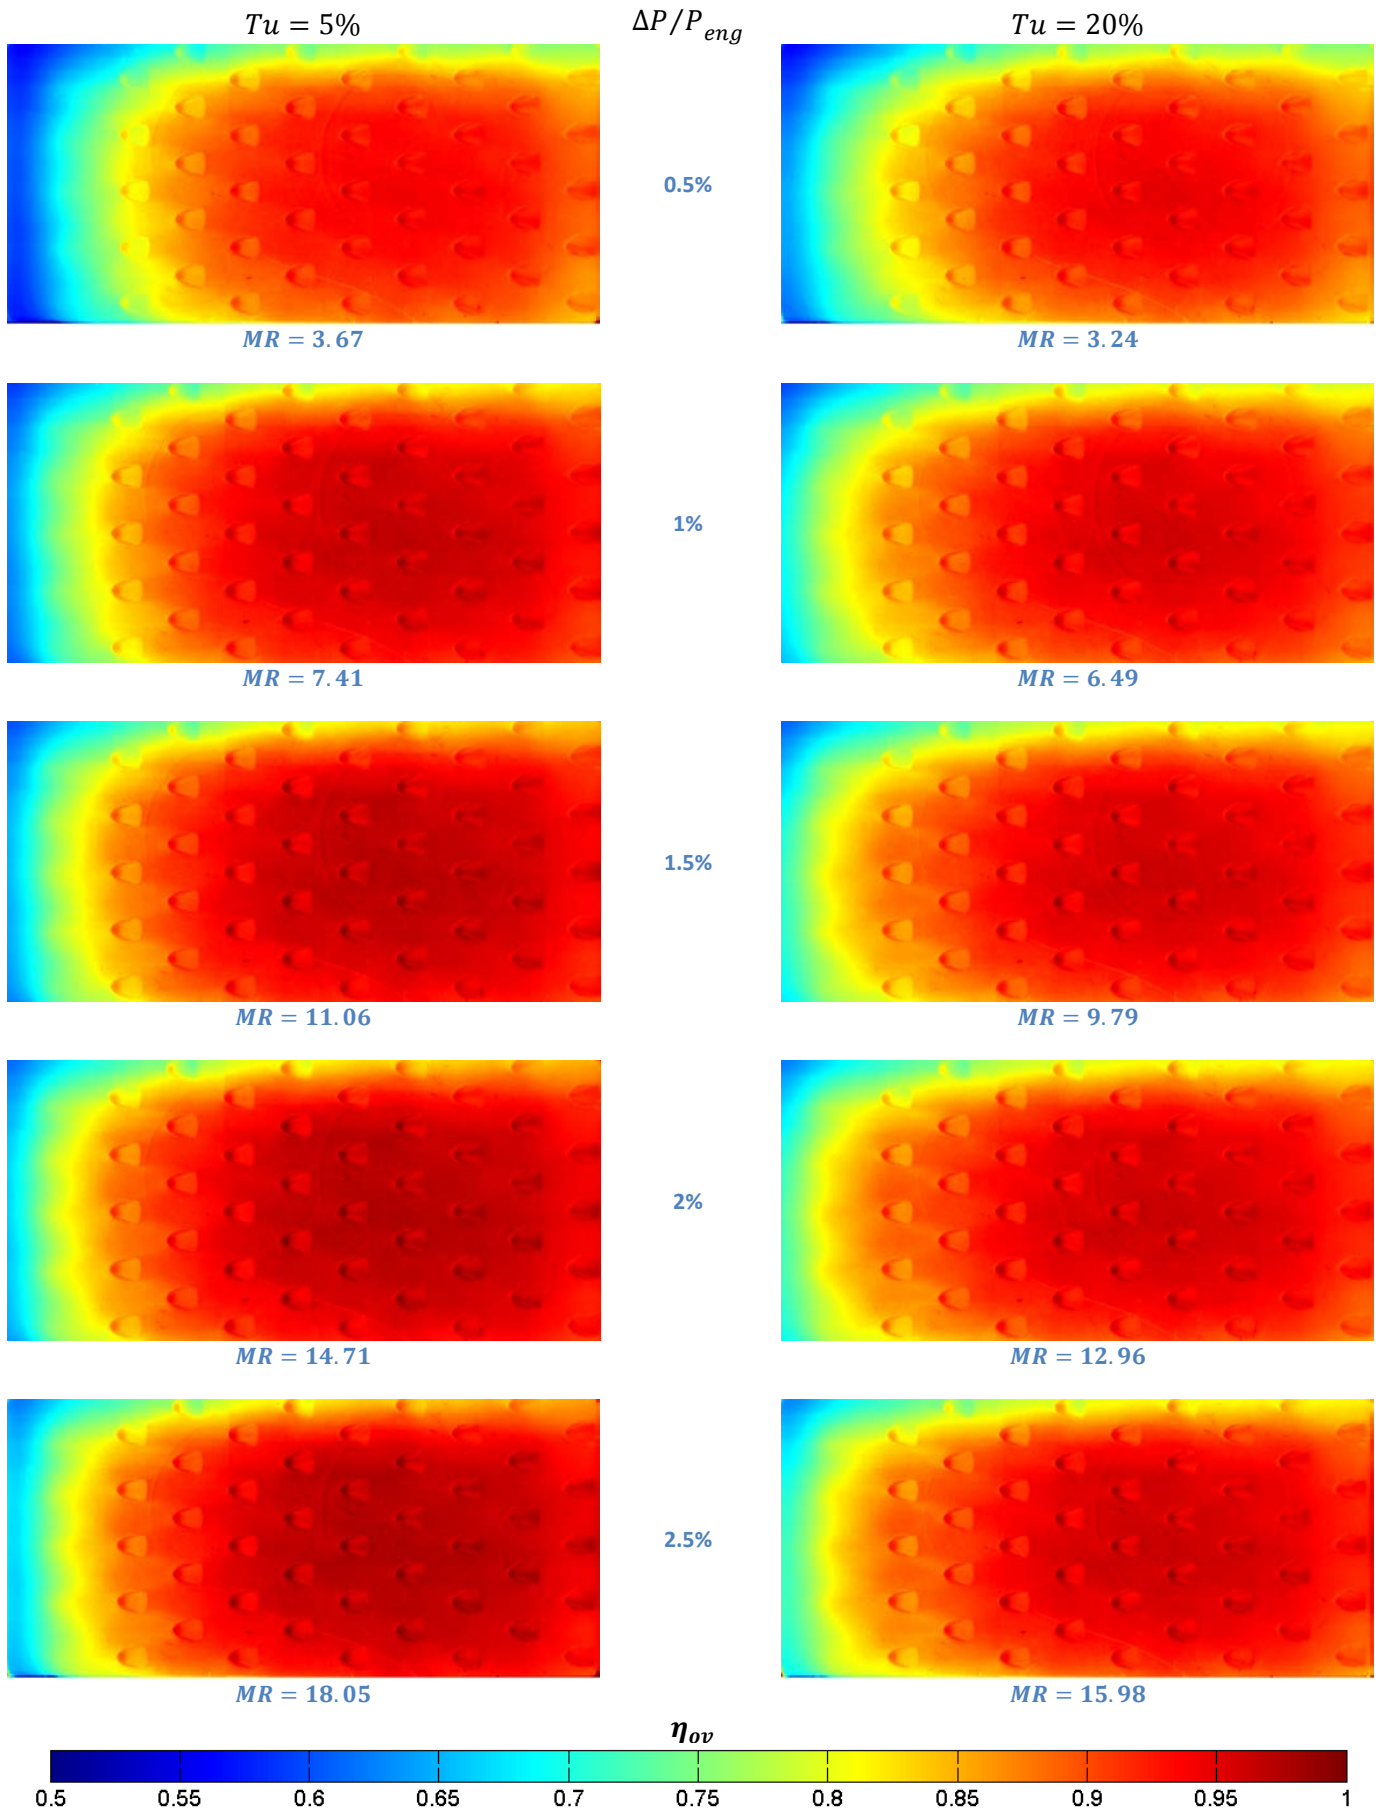 Tu = 5% ΔP/P_eng Tu = 20%
0.5%
MR = 3.67 MR = 3.24
1%
MR = 7.41 MR = 6.49
1.5%
MR = 11.06 MR = 9.79
2%
MR = 14.71 MR = 12.96
2.5%
MR = 18.05 MR = 15.98
η_ov
0.5 0.55 0.6 0.65 0.7 0.75 0.8 0.85 0.9 0.95 1